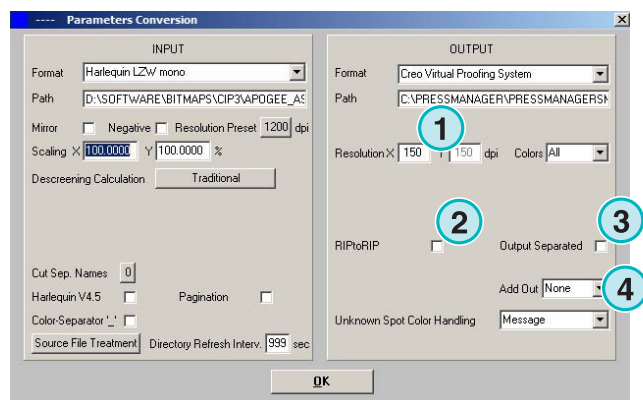 ---- Parameters Conversion
INPUT
Format Harlequin LZW mono
Path D:\SOFTWARE\BITMAPS\CIP3\APOGEE_AS
Mirror Negative Resolution Preset 1200 dpi
Scaling X 100.0000 Y 100.0000 %
Descreening Calculation Traditional
Cut Sep. Names 0
Harlequin V4.5 Pagination
Color-Separator '_'
Source File Treatment Directory Refresh Interv. 999 sec
OUTPUT
Format Creo Virtual Proofing System
Path C:\PRESSMANAGER\PRESSMANAGERSM
1
Resolution X 150 150 dpi Colors All
2 3
RIPtoRIP Output Separated
Add Out None 4
Unknown Spot Color Handling Message
OK